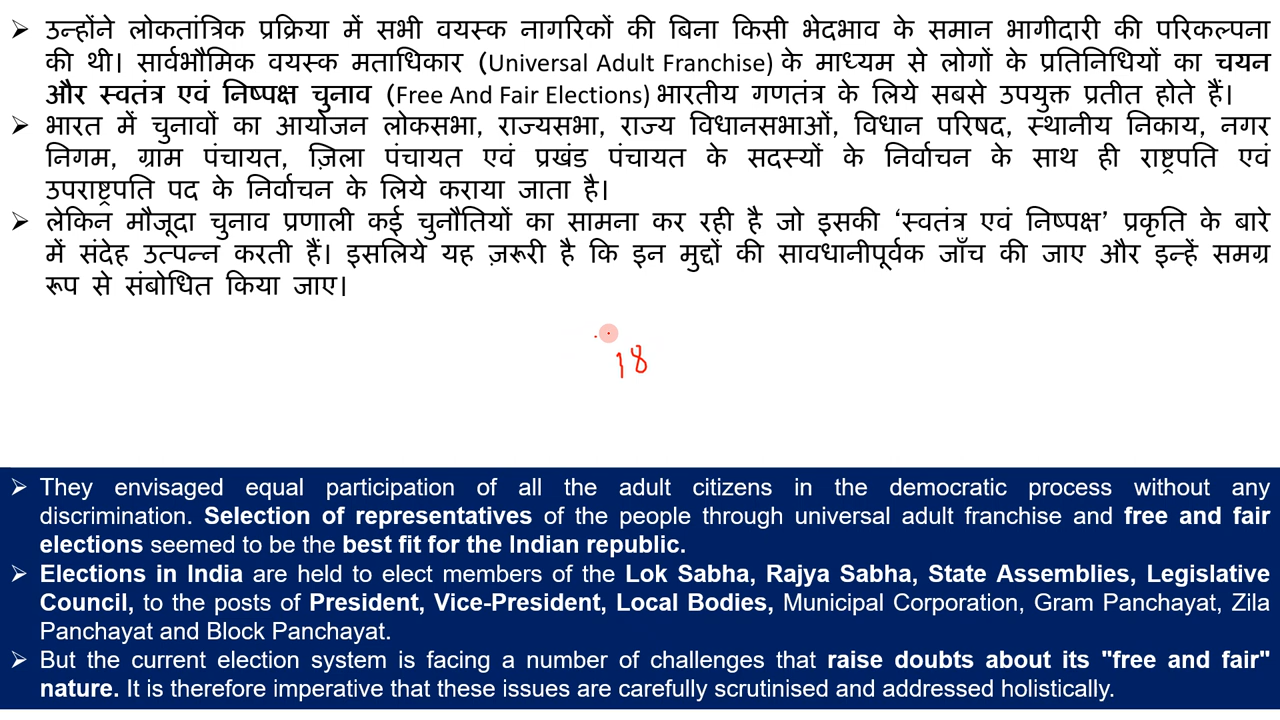 ➢ उन्होंने लोकतांत्रिक प्रक्रिया में सभी वयस्क नागरिकों की बिना किसी भेदभाव के समान भागीदारी की परिकल्पना
की थी। सार्वभौमिक वयस्क मताधिकार (Universal Adult Franchise) के माध्यम से लोगों के प्रतिनिधियों का चयन
और स्वतंत्र एवं निष्पक्ष चुनाव (Free And Fair Elections) भारतीय गणतंत्र के लिये सबसे उपयुक्त प्रतीत होते हैं।
➢ भारत में चुनावों का आयोजन लोकसभा, राज्यसभा, राज्य विधानसभाओं, विधान परिषद, स्थानीय निकाय, नगर
निगम, ग्राम पंचायत, ज़िला पंचायत एवं प्रखंड पंचायत के सदस्यों के निर्वाचन के साथ ही राष्ट्रपति एवं
उपराष्ट्रपति पद के निर्वाचन के लिये कराया जाता है।
➢ लेकिन मौजूदा चुनाव प्रणाली कई चुनौतियों का सामना कर रही है जो इसकी ‘स्वतंत्र एवं निष्पक्ष’ प्रकृति के बारे
में संदेह उत्पन्न करती हैं। इसलिये यह ज़रूरी है कि इन मुद्दों की सावधानीपूर्वक जाँच की जाए और इन्हें समग्र
रूप से संबोधित किया जाए।
18
➢ They envisaged equal participation of all the adult citizens in the democratic process without any
discrimination. Selection of representatives of the people through universal adult franchise and free and fair
elections seemed to be the best fit for the Indian republic.
➢ Elections in India are held to elect members of the Lok Sabha, Rajya Sabha, State Assemblies, Legislative
Council, to the posts of President, Vice-President, Local Bodies, Municipal Corporation, Gram Panchayat, Zila
Panchayat and Block Panchayat.
➢ But the current election system is facing a number of challenges that raise doubts about its "free and fair"
nature. It is therefore imperative that these issues are carefully scrutinised and addressed holistically.